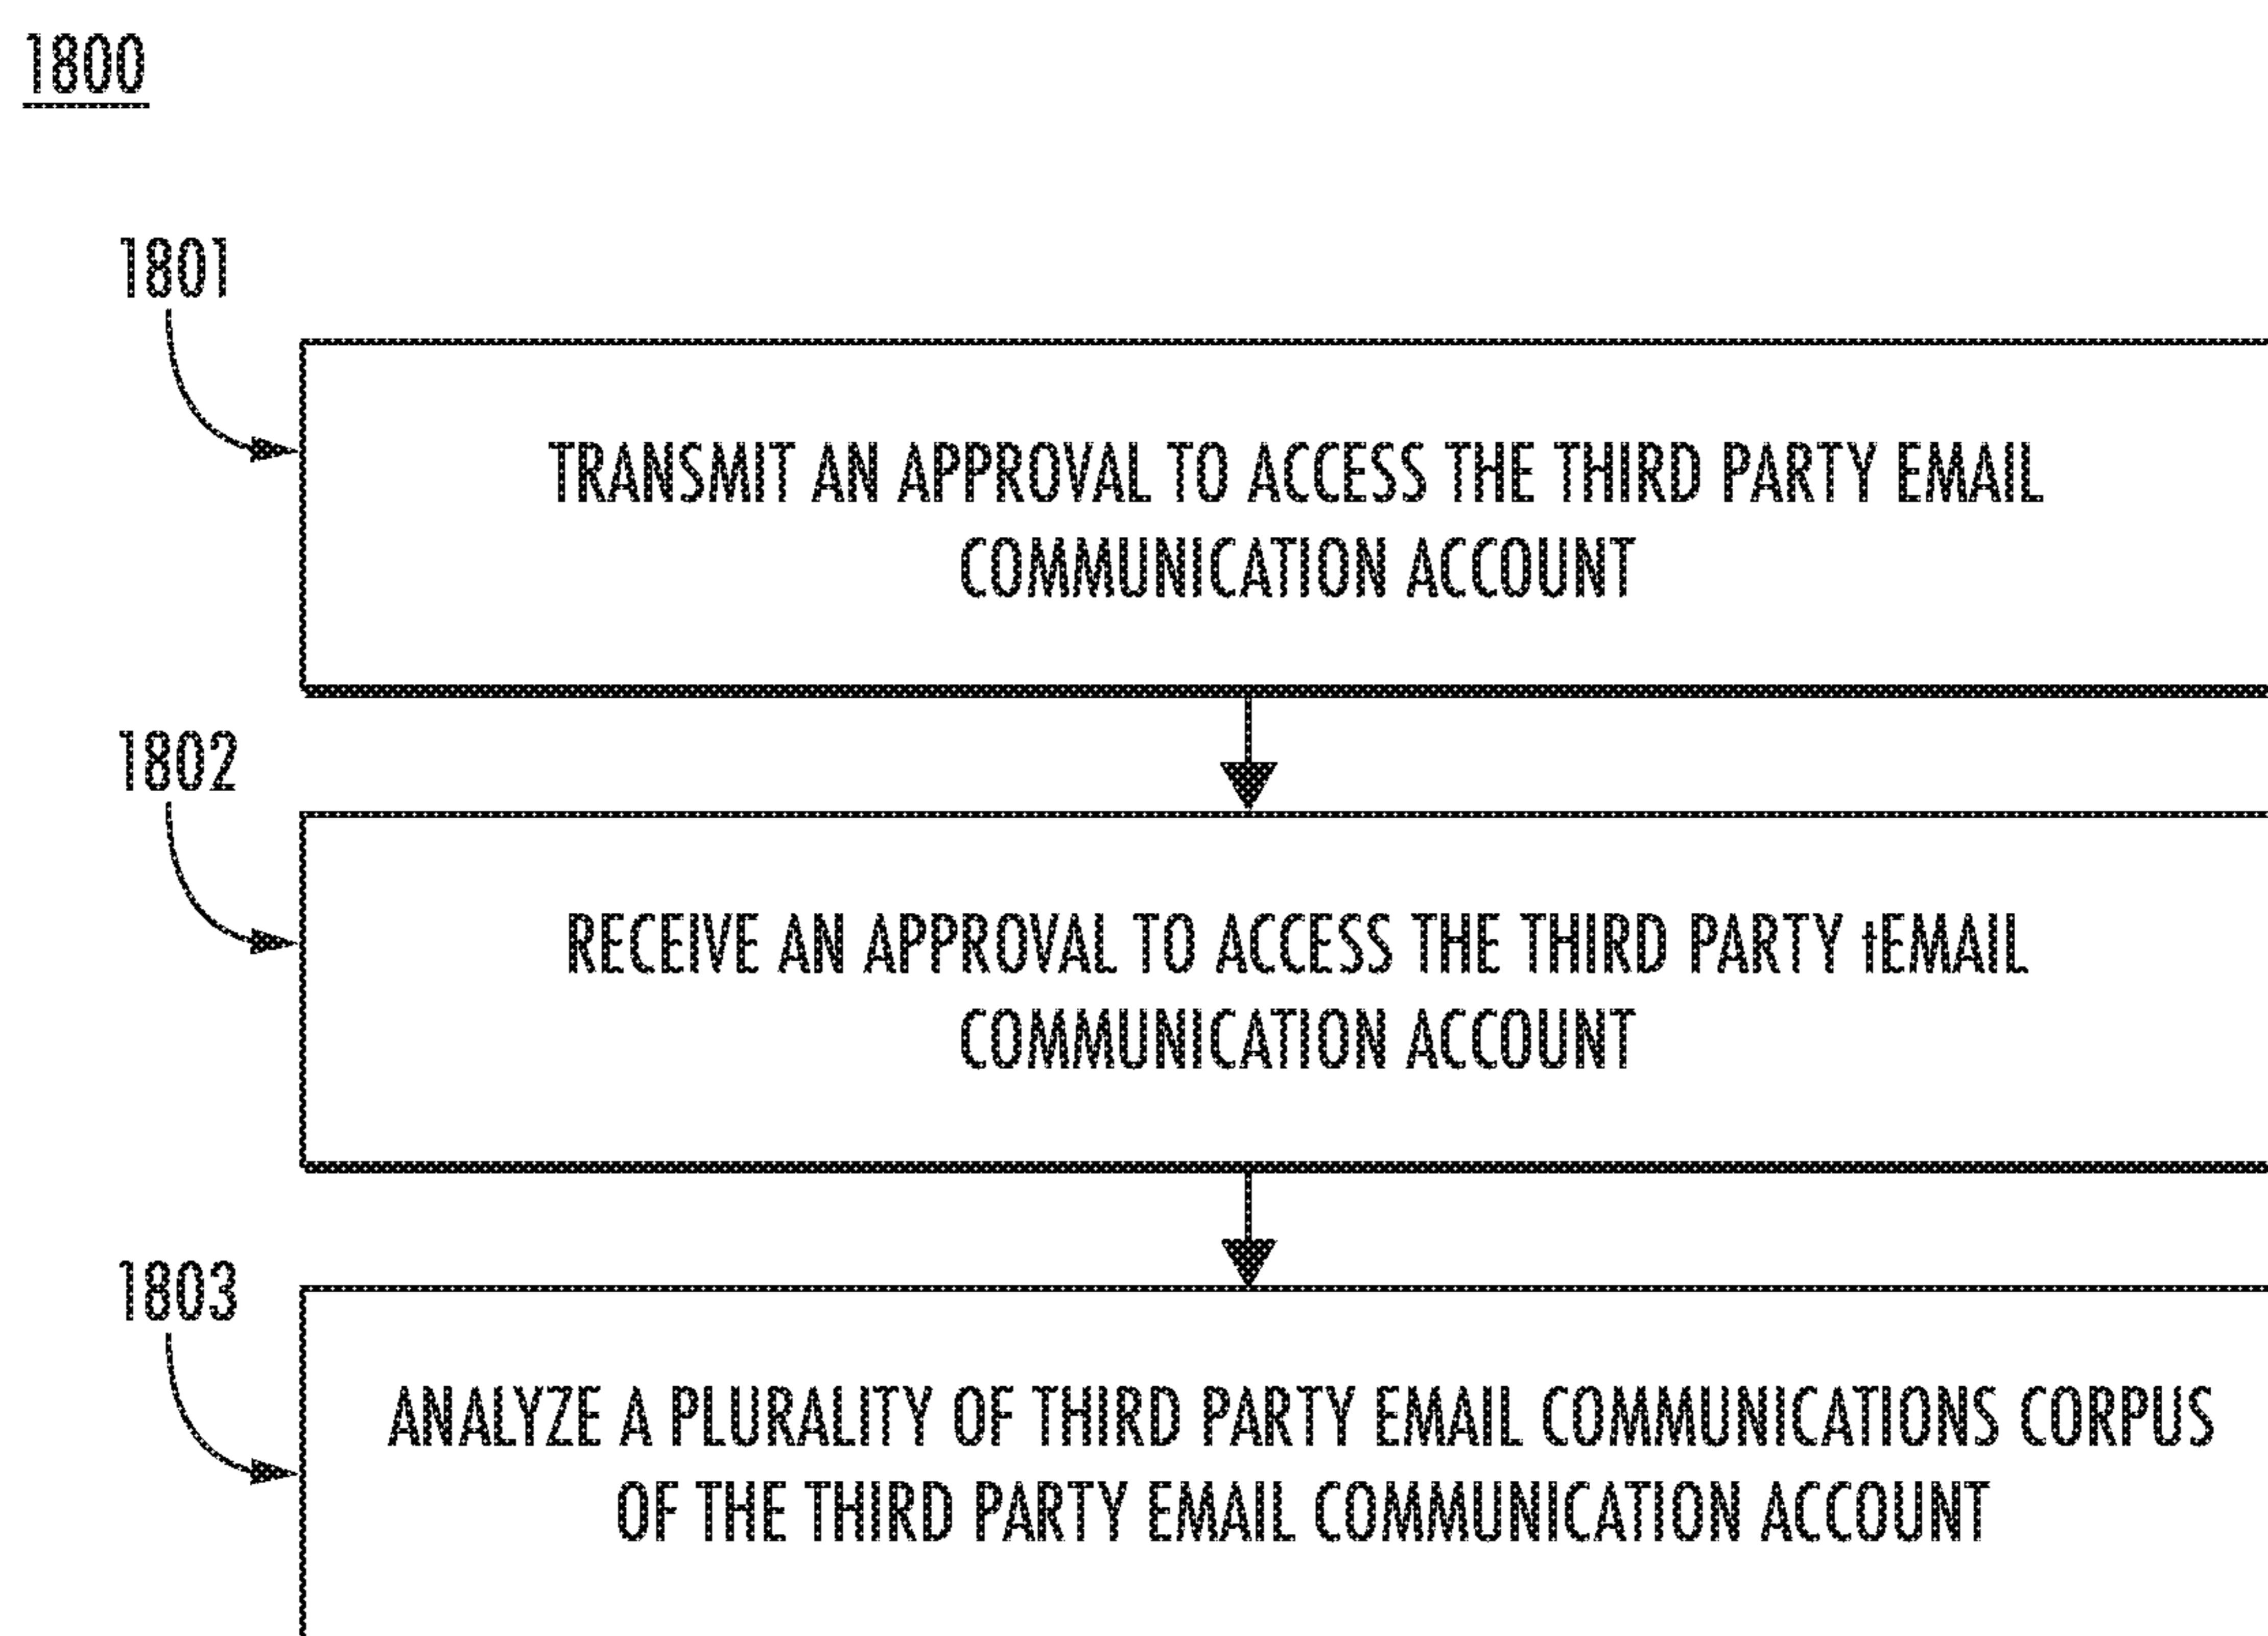 1800
1801
TRANSMIT AN APPROVAL TO ACCESS THE THIRD PARTY EMAIL
COMMUNICATION ACCOUNT
1802
RECEIVE AN APPROVAL TO ACCESS THE THIRD PARTY tEMAIL
COMMUNICATION ACCOUNT
1803
ANALYZE A PLURALITY OF THIRD PARTY EMAIL COMMUNICATIONS CORPUS
OF THE THIRD PARTY EMAIL COMMUNICATION ACCOUNT